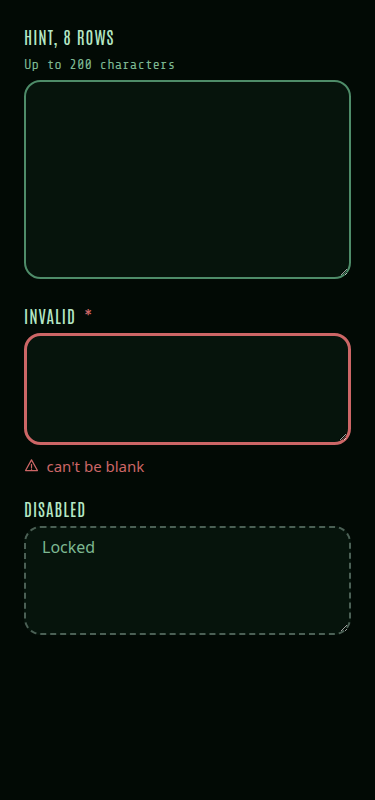 HINT, 8 ROWS
Up to 200 characters
INVALID *
can't be blank
DISABLED
Locked